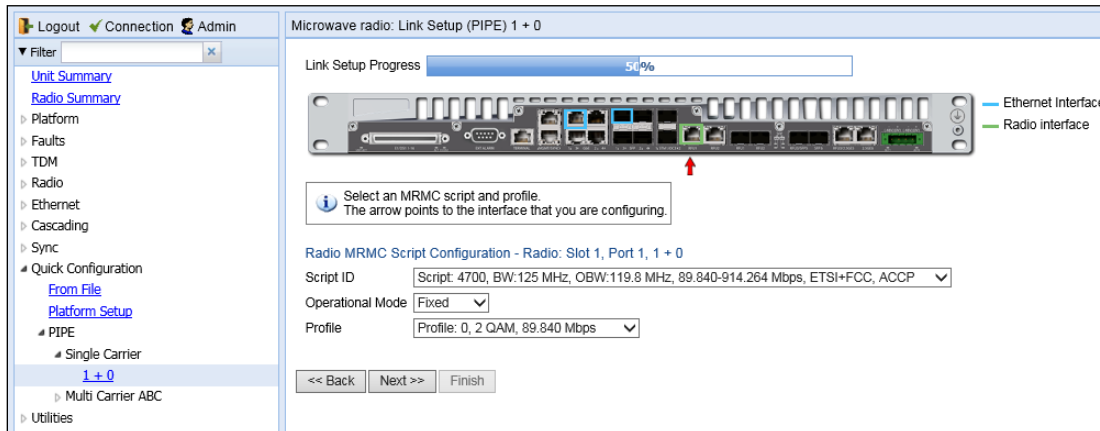 Logout Connection Admin
Microwave radio: Link Setup (PIPE) 1 + 0
Filter
Unit Summary
Radio Summary
Platform
Faults
TDM
Radio
Ethernet
Cascading
Sync
Quick Configuration
From File
Platform Setup
PIPE
Single Carrier
1 + 0
Multi Carrier ABC
Utilities
Link Setup Progress 50%
Ethernet Interface
Radio interface
Select an MRMC script and profile.
The arrow points to the interface that you are configuring.
Radio MRMC Script Configuration - Radio: Slot 1, Port 1, 1 + 0
Script ID Script: 4700, BW:125 MHz, OBW:119.8 MHz, 89.840-914.264 Mbps, ETSI+FCC, ACCP
Operational Mode Fixed
Profile Profile: 0, 2 QAM, 89.840 Mbps
<< Back Next >> Finish